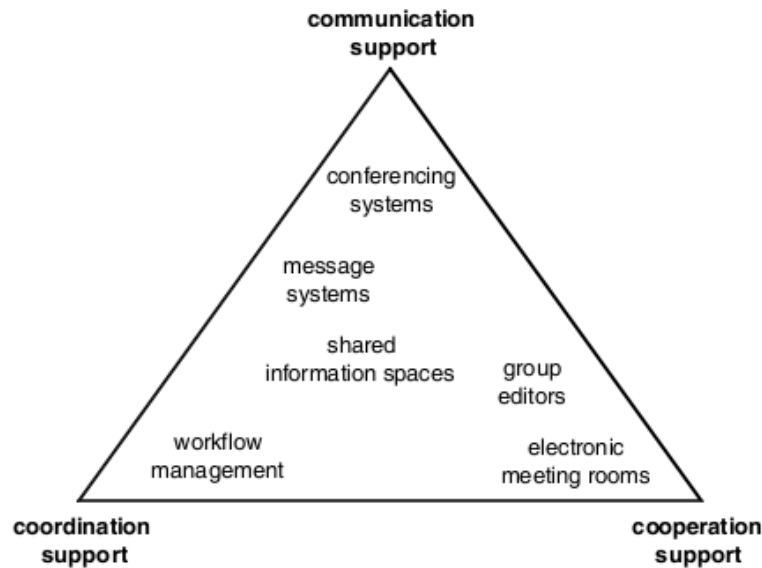 communication
support
conferencing
systems
message
systems
shared
information spaces
group
editors
workflow
management
electronic
meeting rooms
coordination
support
cooperation
support